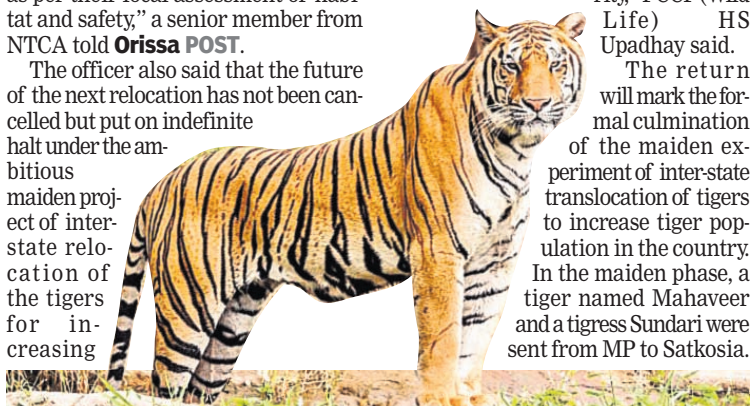 as per their local assessment of habi-
tat and safety,” a senior member from
NTCA told Orissa POST.
The officer also said that the future
of the next relocation has not been can-
celled but put on indefinite
halt under the am-
bitious
maiden proj-
ect of inter-
state relo-
cation of
the tigers
for in-
creasing
rity, PCCF (Wild
Life) HS
Upadhay said.
The return
will mark the for-
mal culmination
of the maiden ex-
periment of inter-state
translocation of tigers
to increase tiger pop-
ulation in the country.
In the maiden phase, a
tiger named Mahaveer
and a tigress Sundari were
sent from MP to Satkosia.